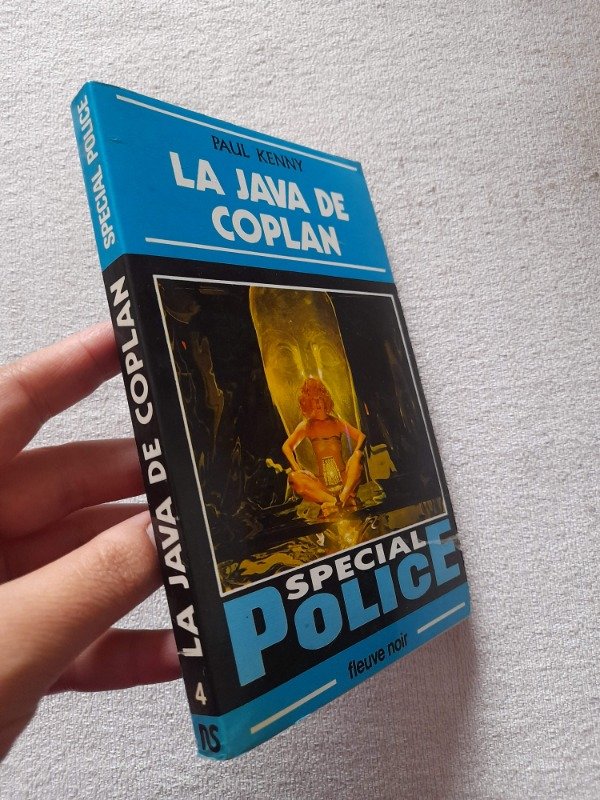 PAUL KENNY
LA JAVA DE
COPLAN
SPECIAL
POLICE
fleuve noir
SPECIAL POLICE
LA JAVA DE COPLAN
4
ns